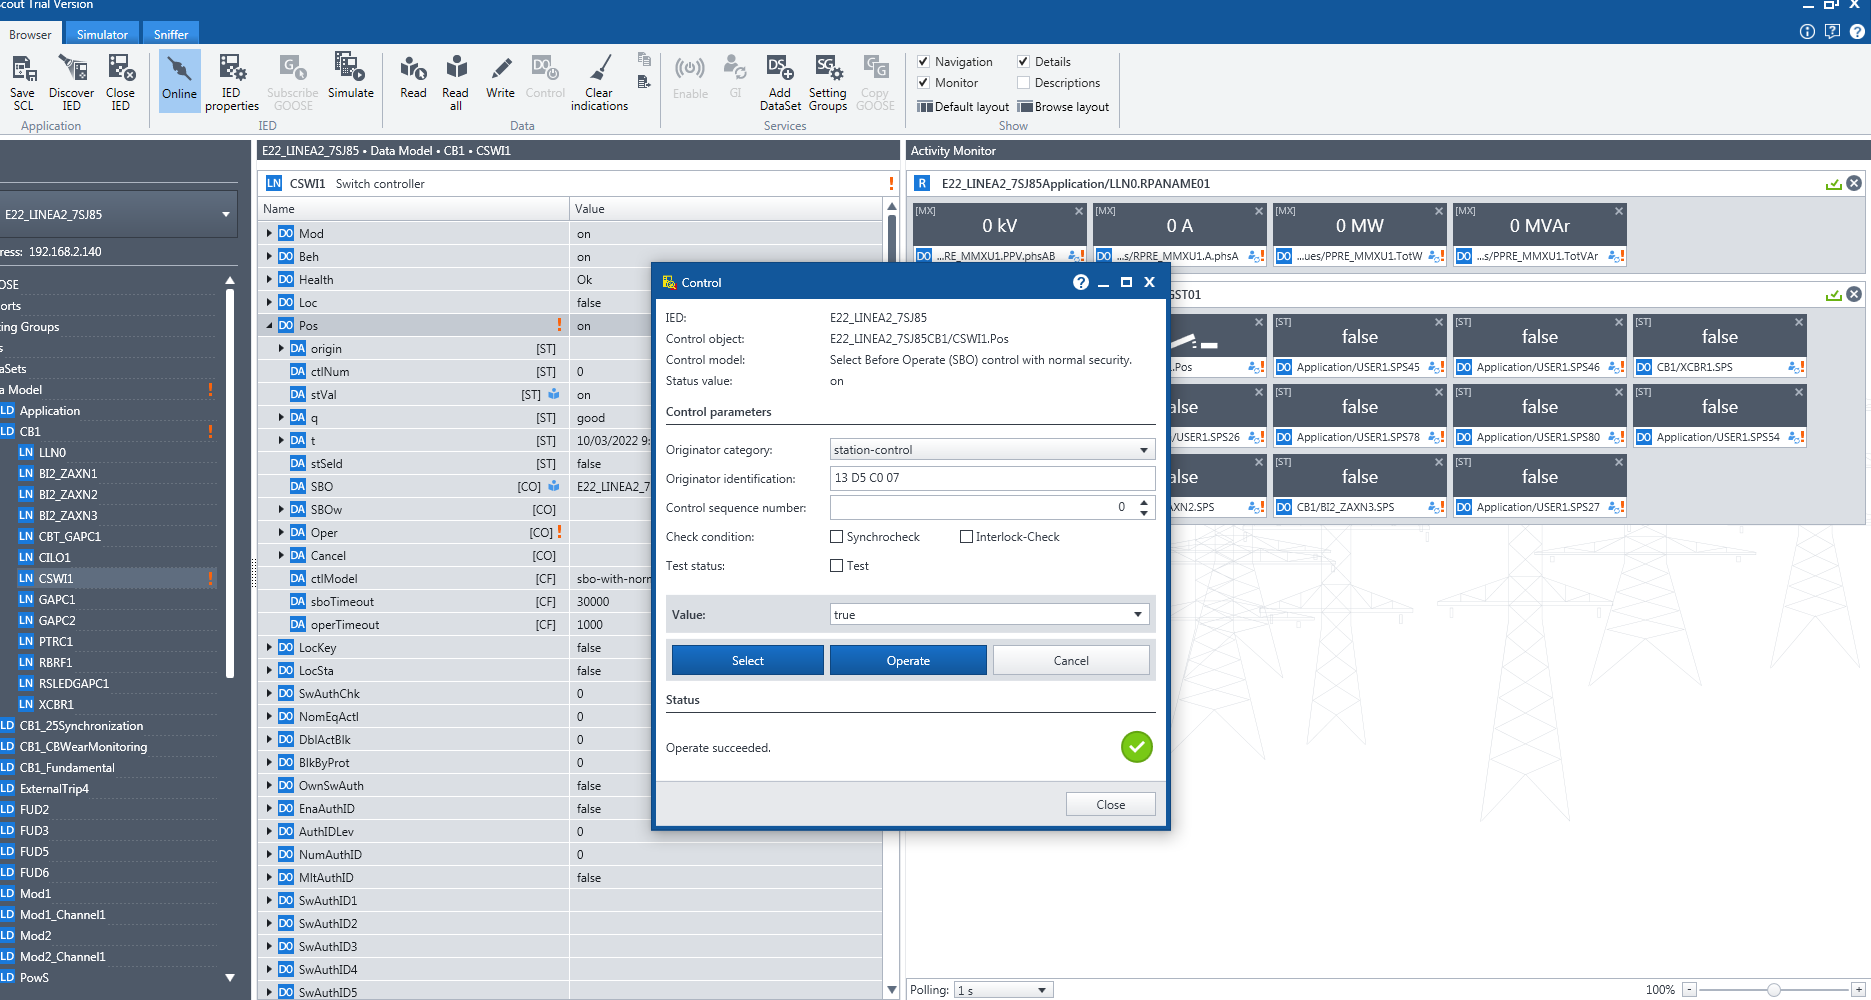 cout Trial Version
Browser
Simulator
Sniffer
Save SCL
Discover IED
Close IED
Application
Online
IED properties
Subscribe GOOSE
Simulate
IED
Read
Read all
Write
Control
Clear indications
Data
Enable
GI
Add DataSet
Setting Groups
Copy GOOSE
Services
Navigation
Details
Monitor
Descriptions
Default layout
Browse layout
Show
E22_LINEA2_7SJ85
ress: 192.168.2.140
OSE
orts
ing Groups
s
aSets
a Model
LD Application
LD CB1
LN LLN0
LN BI2_ZAXN1
LN BI2_ZAXN2
LN BI2_ZAXN3
LN CBT_GAPC1
LN CILO1
LN CSWI1
LN GAPC1
LN GAPC2
LN PTRC1
LN RBRF1
LN RSLEDGAPC1
LN XCBR1
LD CB1_25Synchronization
LD CB1_CBWearMonitoring
LD CB1_Fundamental
LD ExternalTrip4
LD FUD2
LD FUD3
LD FUD5
LD FUD6
LD Mod1
LD Mod1_Channel1
LD Mod2
LD Mod2_Channel1
LD PowS
E22_LINEA2_7SJ85 • Data Model • CB1 • CSWI1
LN CSWI1 Switch controller !
Name Value
DO Mod on
DO Beh on
DO Health Ok
DO Loc false
DO Pos ! on
DA origin [ST]
DA ctlNum [ST] 0
DA stVal [ST] on
DA q [ST] good
DA t [ST] 10/03/2022 9:
DA stSeld [ST] false
DA SBO [CO] E22_LINEA2_7
DA SBOw [CO]
DA Oper [CO] !
DA Cancel [CO]
DA ctlModel [CF] sbo-with-norr
DA sboTimeout [CF] 30000
DA operTimeout [CF] 1000
DO LocKey false
DO LocSta false
DO SwAuthChk 0
DO NomEqActl 0
DO DblActBlk 0
DO BlkByProt 0
DO OwnSwAuth false
DO EnaAuthID false
DO AuthIDLev 0
DO NumAuthID 0
DO MltAuthID false
DO SwAuthID1
DO SwAuthID2
DO SwAuthID3
DO SwAuthID4
DO SwAuthID5
Control
IED: E22_LINEA2_7SJ85
Control object: E22_LINEA2_7SJ85CB1/CSWI1.Pos
Control model: Select Before Operate (SBO) control with normal security.
Status value: on
Control parameters
Originator category: station-control
Originator identification: 13 D5 C0 07
Control sequence number: 0
Check condition: Synchrocheck Interlock-Check
Test status: Test
Value: true
Select Operate Cancel
Status
Operate succeeded.
Close
Activity Monitor
R E22_LINEA2_7SJ85Application/LLN0.RPANAME01
[MX] 0 kV
DO ...RE_MMXU1.PPV.phsAB
[MX] 0 A
DO ...s/RPRE_MMXU1.A.phsA
[MX] 0 MW
DO ...ues/PPRE_MMXU1.TotW
[MX] 0 MVAr
DO ...s/PPRE_MMXU1.TotVAr
GST01
.Pos
[ST] false
DO Application/USER1.SPS45
[ST] false
DO Application/USER1.SPS46
[ST] false
DO CB1/XCBR1.SPS
alse
/USER1.SPS26
[ST] false
DO Application/USER1.SPS78
[ST] false
DO Application/USER1.SPS80
[ST] false
DO Application/USER1.SPS54
alse
AXN2.SPS
[ST] false
DO CB1/BI2_ZAXN3.SPS
[ST] false
DO Application/USER1.SPS27
Polling: 1 s
100%